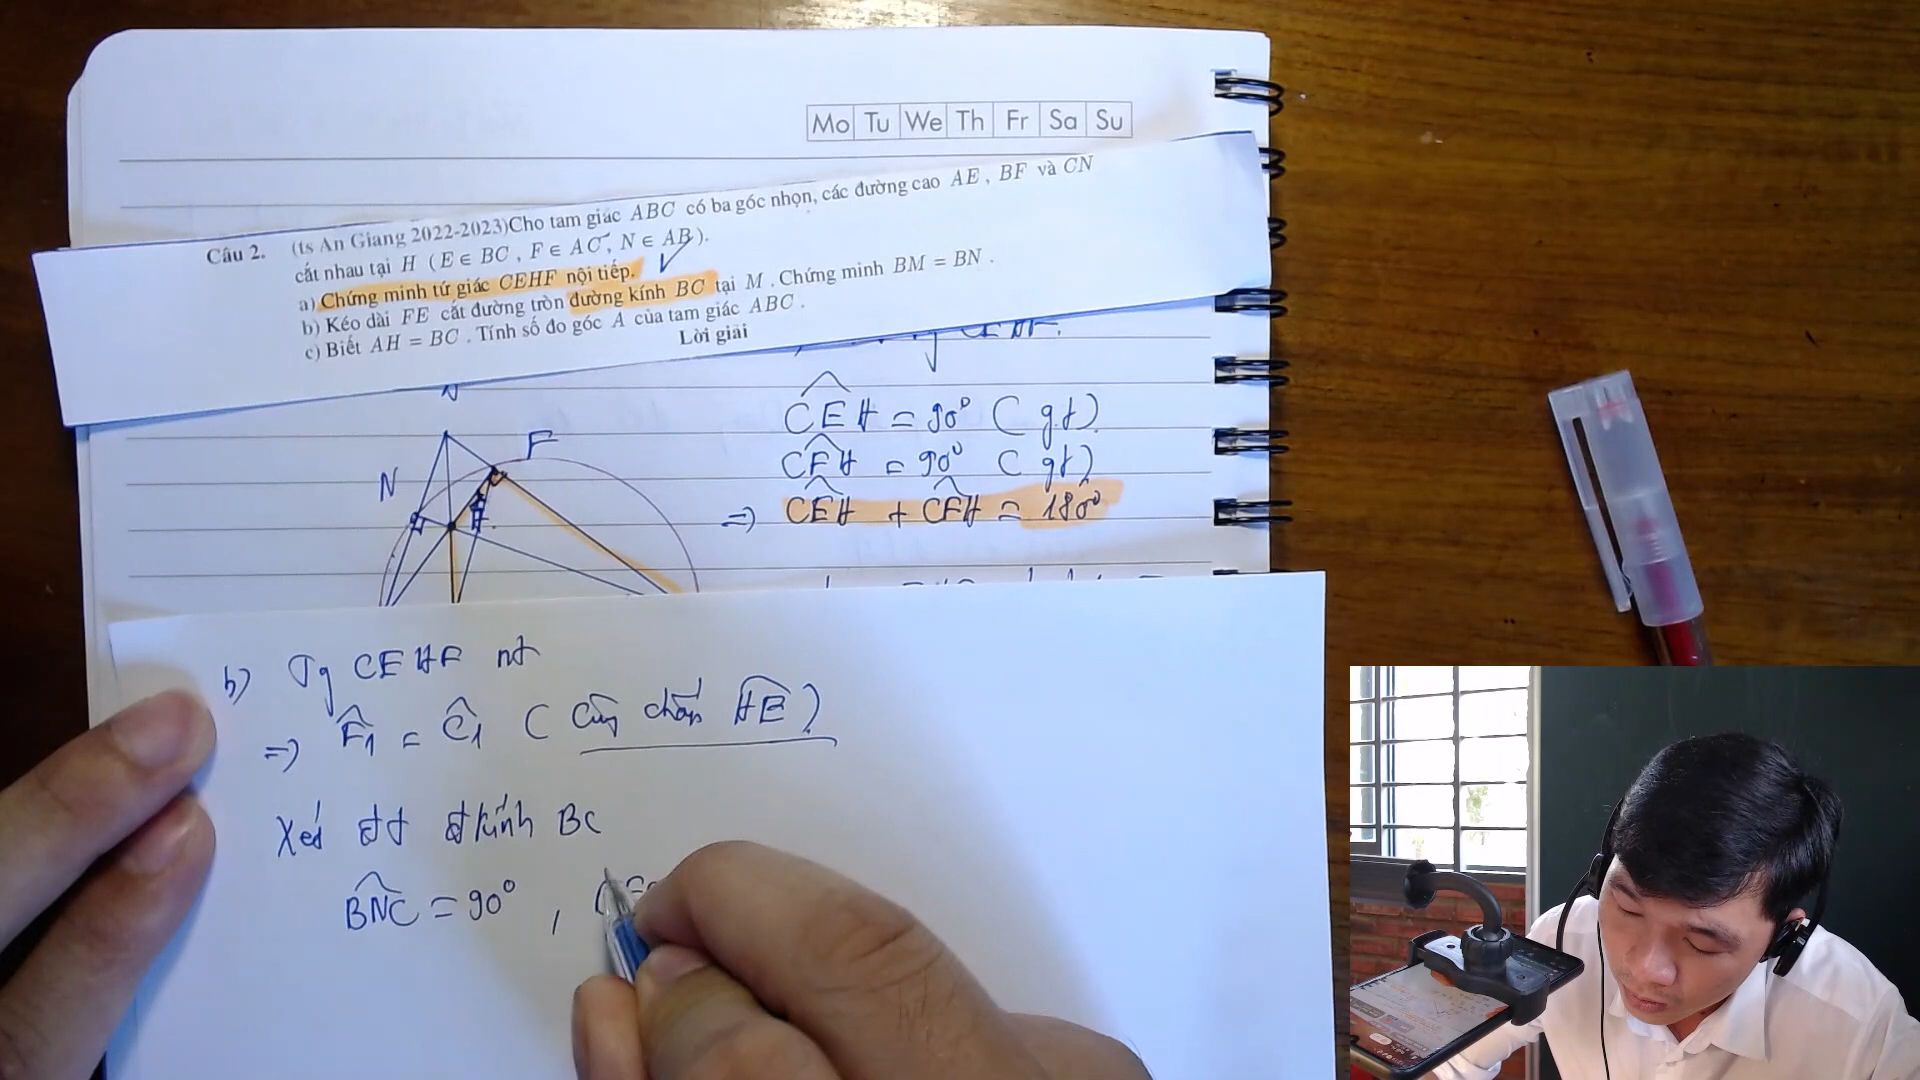 Mo Tu We Th Fr Sa Su
Câu 2. (ts An Giang 2022-2023)Cho tam giác ABC có ba góc nhọn, các đường cao AE , BF và CN
cắt nhau tại H (E ∈ BC , F ∈ AC , N ∈ AB ).
a) Chứng minh tứ giác CEHF nội tiếp.
b) Kéo dài FE cắt đường tròn đường kính BC tại M . Chứng minh BM = BN .
c) Biết AH = BC . Tính số đo góc A của tam giác ABC .
Lời giải
CEH = 90° ( gt)
CFH = 90° ( gt)
=> CEH + CFH = 180°
F
N
b) Tg CEHF nt
=> F1 = C1 ( cùng chắn HE )
Xét đt đkính BC
BNC = 90° ,